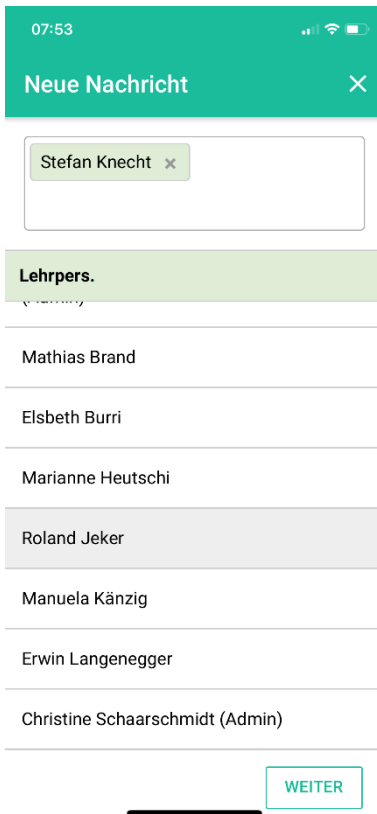 07:53
Neue Nachricht
Stefan Knecht ×
Lehrpers.
(Admin)
Mathias Brand
Elsbeth Burri
Marianne Heutschi
Roland Jeker
Manuela Känzig
Erwin Langenegger
Christine Schaarschmidt (Admin)
WEITER